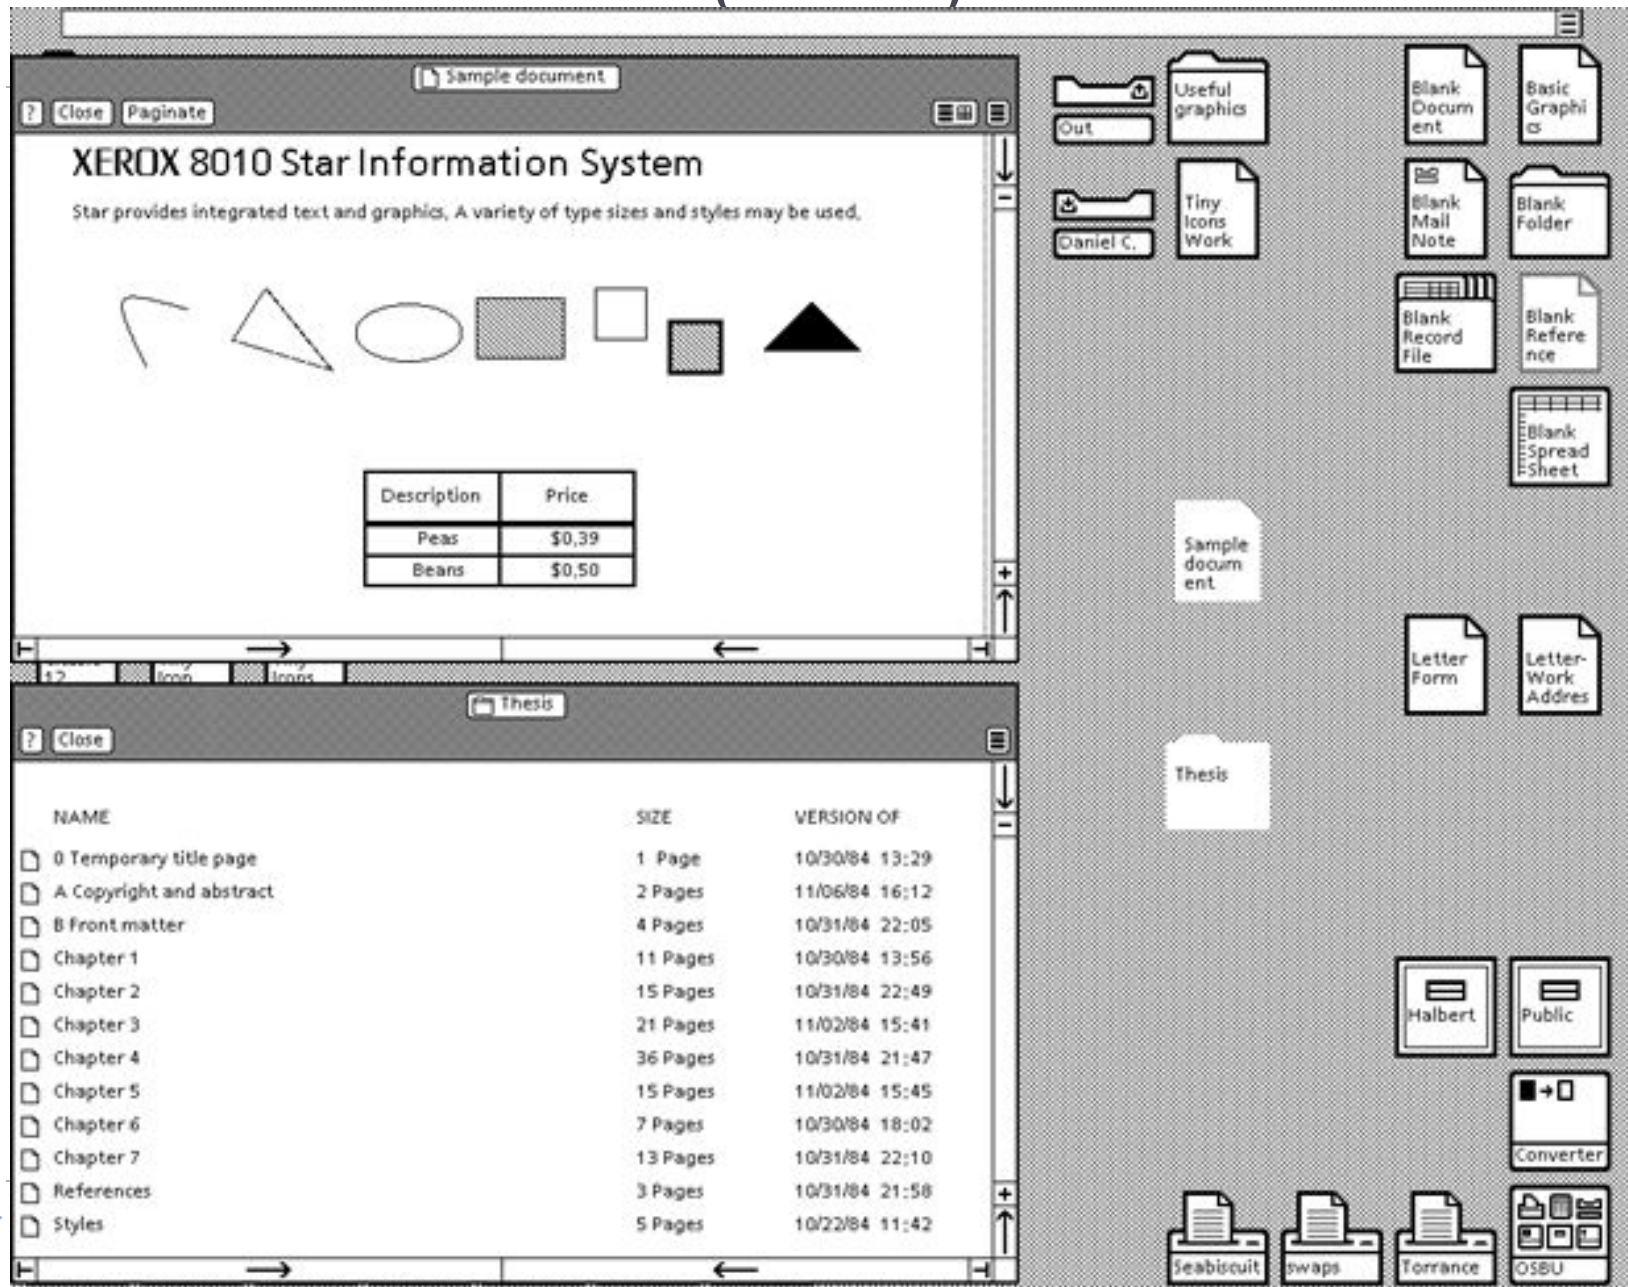 Sample document
? Close Paginate
XEROX 8010 Star Information System
Star provides integrated text and graphics. A variety of type sizes and styles may be used.
Description Price
Peas $0.39
Beans $0.50
12 Icon Icons
Thesis
? Close
NAME SIZE VERSION OF
0 Temporary title page 1 Page 10/30/84 13:29
A Copyright and abstract 2 Pages 11/06/84 16:12
B Front matter 4 Pages 10/31/84 22:05
Chapter 1 11 Pages 10/30/84 13:56
Chapter 2 15 Pages 10/31/84 22:49
Chapter 3 21 Pages 11/02/84 15:41
Chapter 4 36 Pages 10/31/84 21:47
Chapter 5 15 Pages 11/02/84 15:45
Chapter 6 7 Pages 10/30/84 18:02
Chapter 7 13 Pages 10/31/84 22:10
References 3 Pages 10/31/84 21:58
Styles 5 Pages 10/22/84 11:42
Out
Useful
graphics
Blank
Docum
ent
Basic
Graphi
cs
Daniel C.
Tiny
Icons
Work
Blank
Mail
Note
Blank
Folder
Blank
Record
File
Blank
Refere
nce
Blank
Spread
Sheet
Sample
docum
ent
Letter
Form
Letter-
Work
Addres
Thesis
Halbert
Public
Converter
Seabiscuit
swaps
Torrance
OSBU